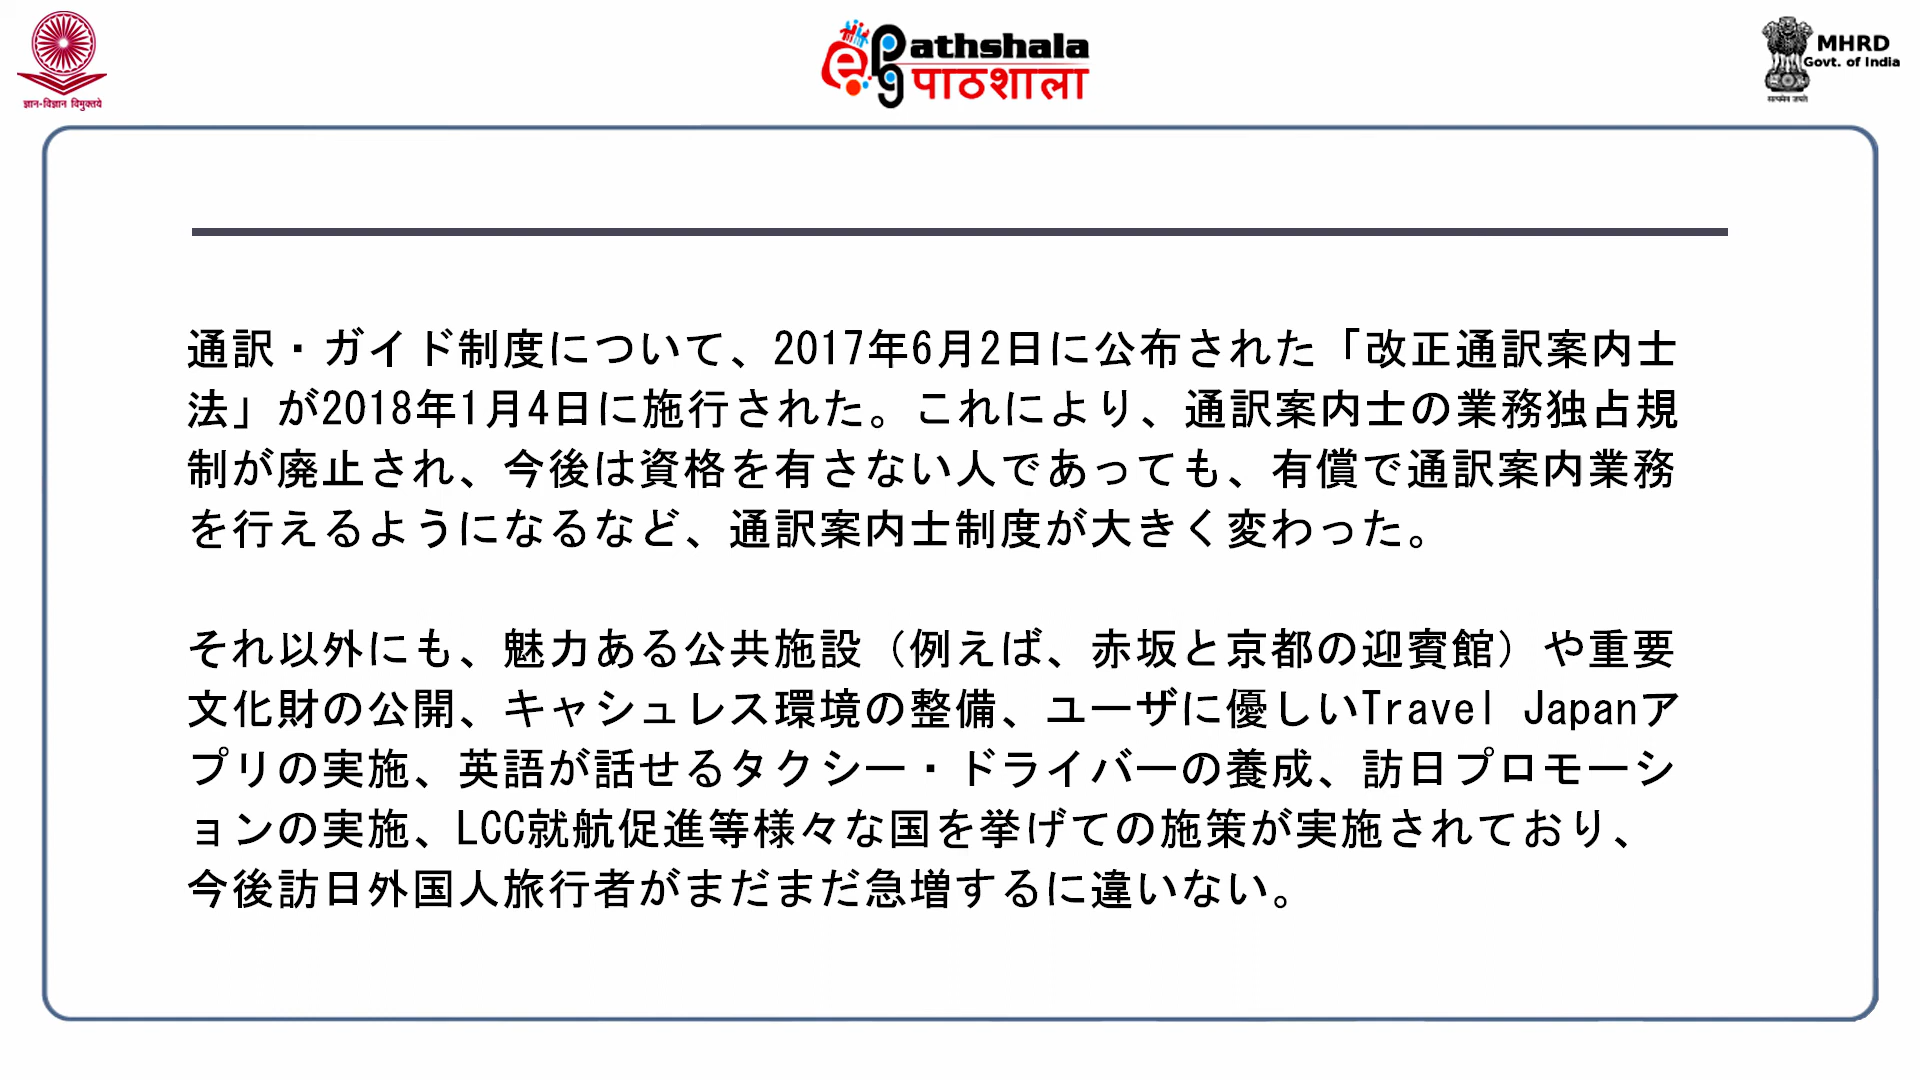 ज्ञान-विज्ञान विमुक्तये
e pg Pathshala
पाठशाला
MHRD
Govt. of India
सत्यमेव जयते
通訳・ガイド制度について、2017年6月2日に公布された「改正通訳案内士
法」が2018年1月4日に施行された。これにより、通訳案内士の業務独占規
制が廃止され、今後は資格を有さない人であっても、有償で通訳案内業務
を行えるようになるなど、通訳案内士制度が大きく変わった。
それ以外にも、魅力ある公共施設（例えば、赤坂と京都の迎賓館）や重要
文化財の公開、キャシュレス環境の整備、ユーザに優しいTravel Japanア
プリの実施、英語が話せるタクシー・ドライバーの養成、訪日プロモーシ
ョンの実施、LCC就航促進等様々な国を挙げての施策が実施されており、
今後訪日外国人旅行者がまだまだ急増するに違いない。